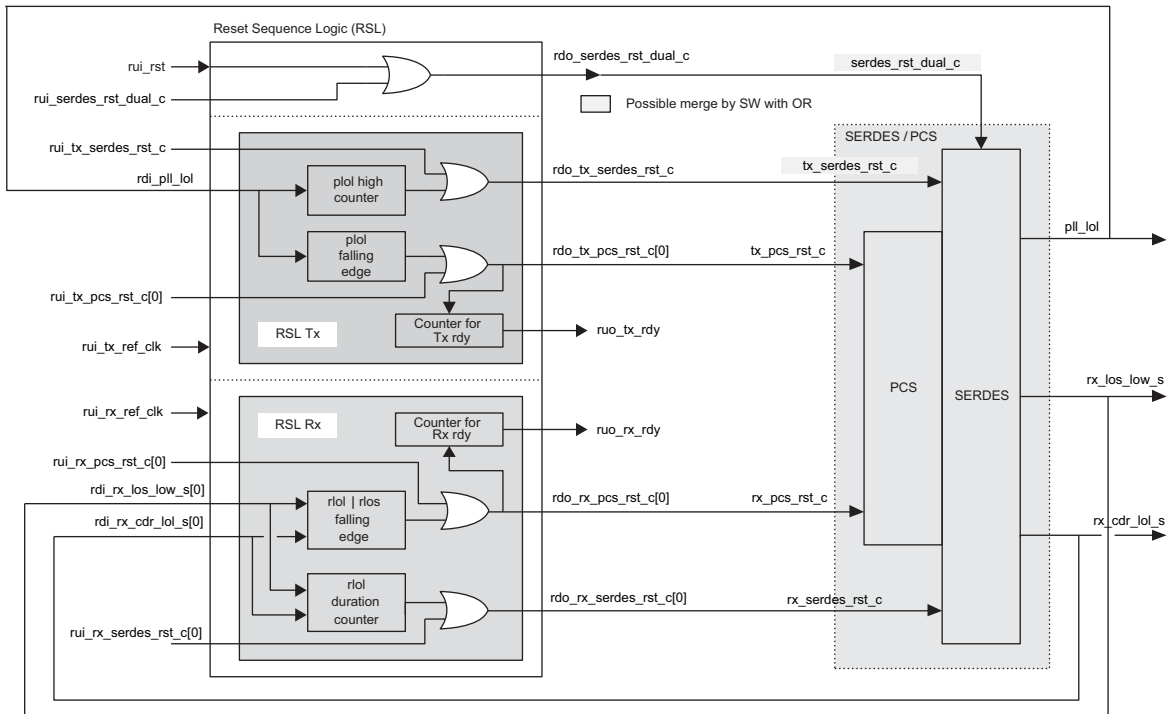 Reset Sequence Logic (RSL)
rui_rst
rui_serdes_rst_dual_c
rdo_serdes_rst_dual_c
serdes_rst_dual_c
Possible merge by SW with OR
SERDES / PCS
rui_tx_serdes_rst_c
rdi_pll_lol
plol high
counter
rdo_tx_serdes_rst_c
tx_serdes_rst_c
plol
falling
edge
rdo_tx_pcs_rst_c[0]
tx_pcs_rst_c
pll_lol
rui_tx_pcs_rst_c[0]
RSL Tx
Counter for
Tx rdy
ruo_tx_rdy
rui_tx_ref_clk
PCS
SERDES
rx_los_low_s
rui_rx_ref_clk
RSL Rx
Counter for
Rx rdy
ruo_rx_rdy
rui_rx_pcs_rst_c[0]
rdi_rx_los_low_s[0]
rdi_rx_cdr_lol_s[0]
rlol | rlos
falling
edge
rdo_rx_pcs_rst_c[0]
rx_pcs_rst_c
rx_cdr_lol_s
rlol
duration
counter
rdo_rx_serdes_rst_c[0]
rx_serdes_rst_c
rui_rx_serdes_rst_c[0]